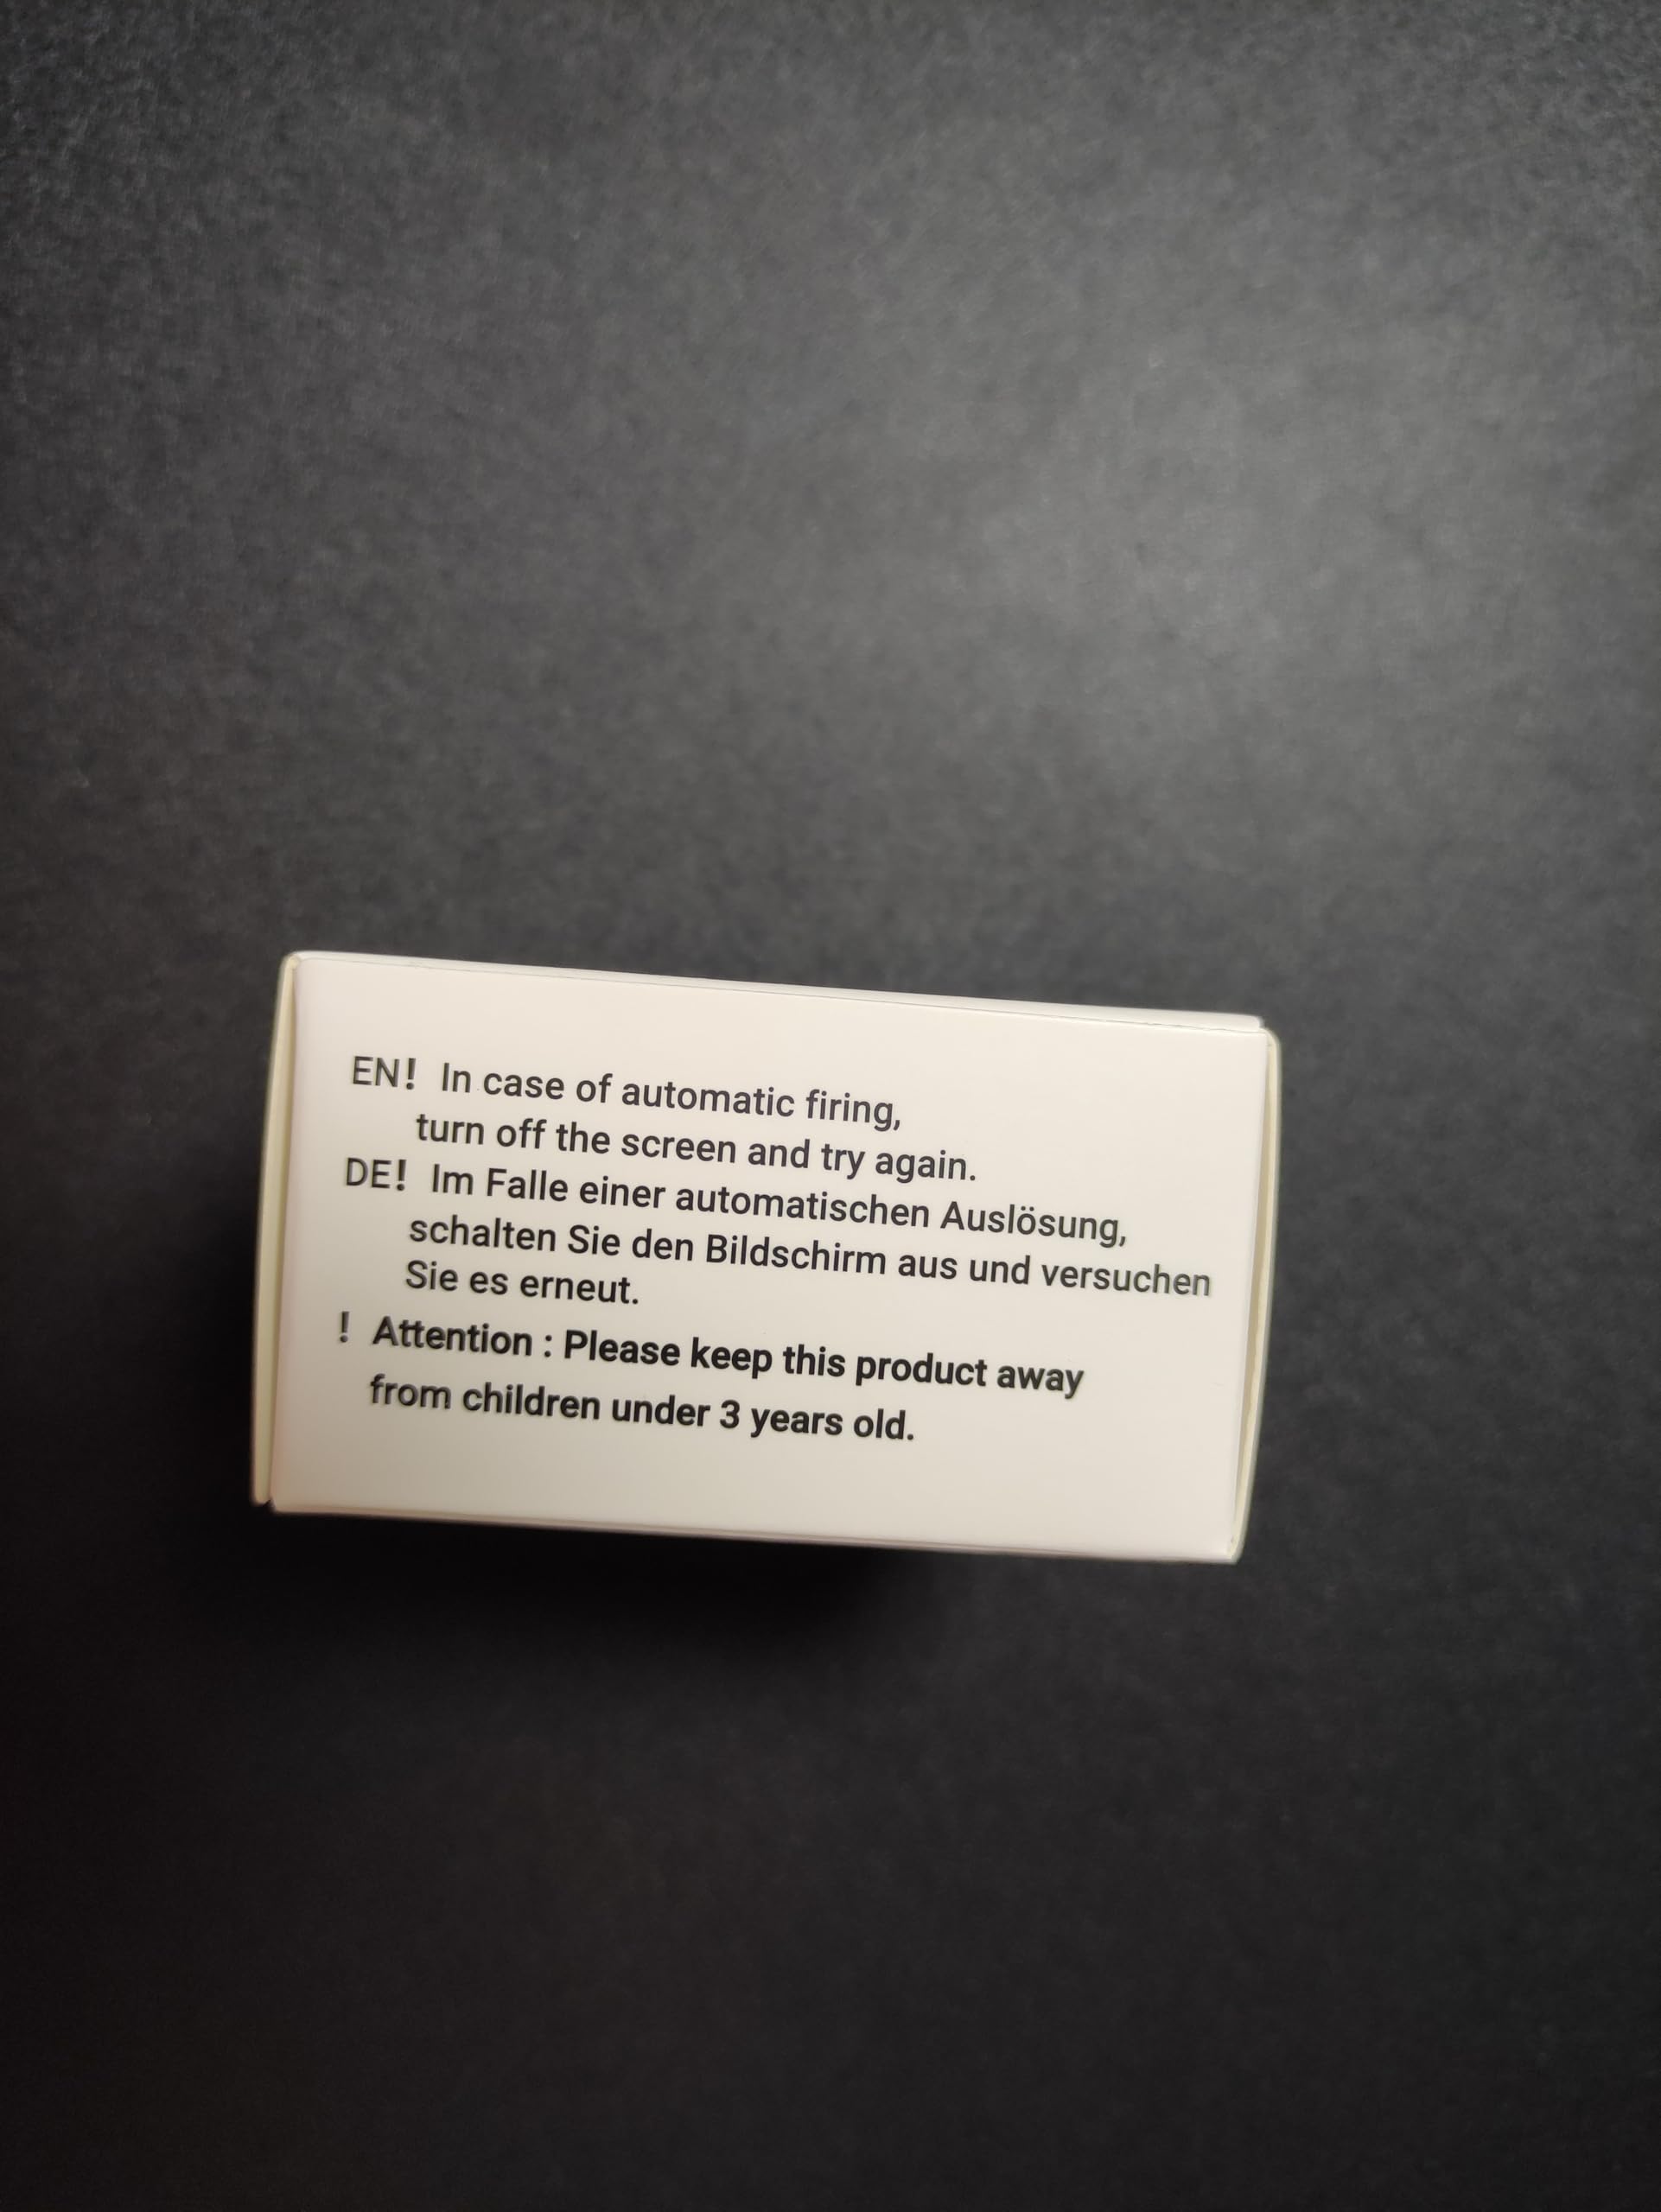 EN! In case of automatic firing,
turn off the screen and try again.
DE! Im Falle einer automatischen Auslösung,
schalten Sie den Bildschirm aus und versuchen
Sie es erneut.
! Attention : Please keep this product away
from children under 3 years old.